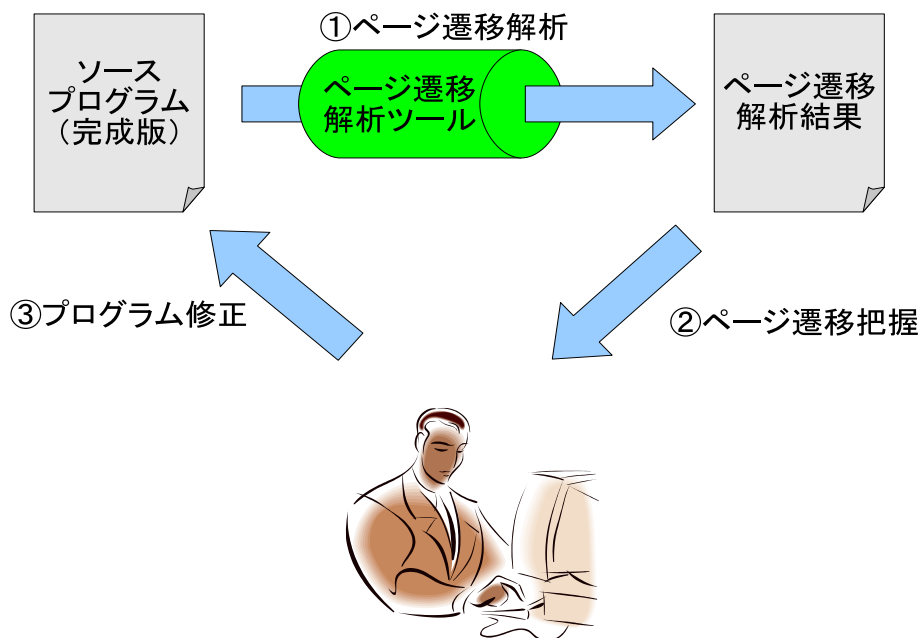 ①ページ遷移解析
ソース
プログラム
（完成版）
ページ遷移
解析ツール
ページ遷移
解析結果
③プログラム修正
②ページ遷移把握